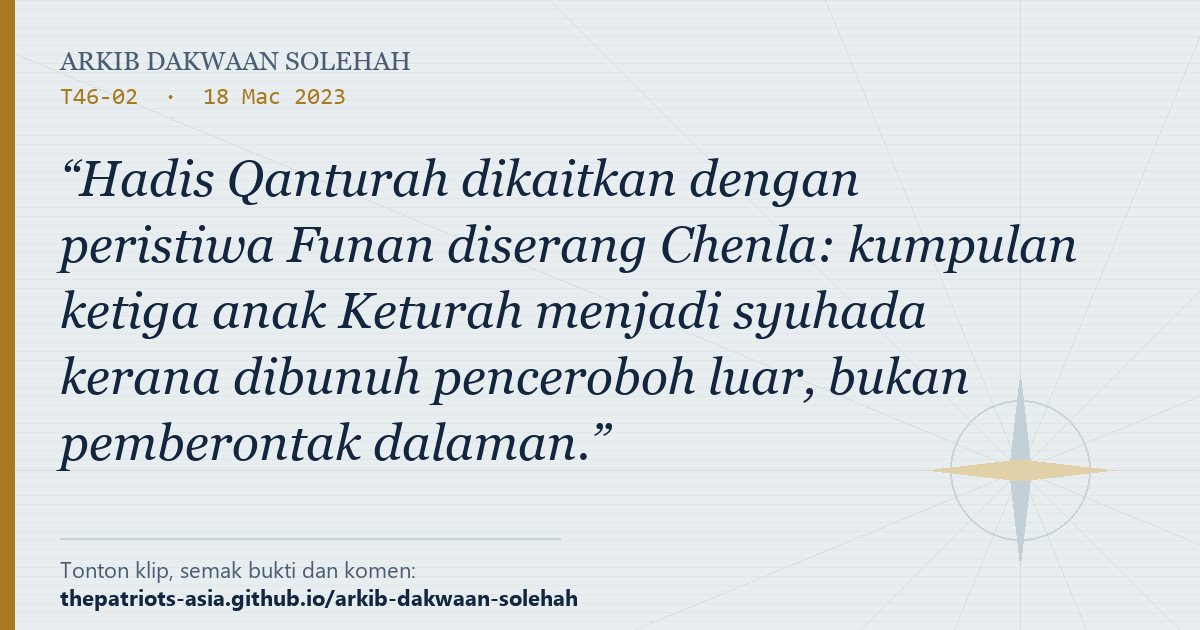 ARKIB DAKWAAN SOLEHAH
T46-02 · 18 Mac 2023
“Hadis Qanturah dikaitkan dengan
peristiwa Funan diserang Chenla: kumpulan
ketiga anak Keturah menjadi syuhada
kerana dibunuh penceroboh luar, bukan
pemberontak dalaman.”
Tonton klip, semak bukti dan komen:
thepatriots-asia.github.io/arkib-dakwaan-solehah